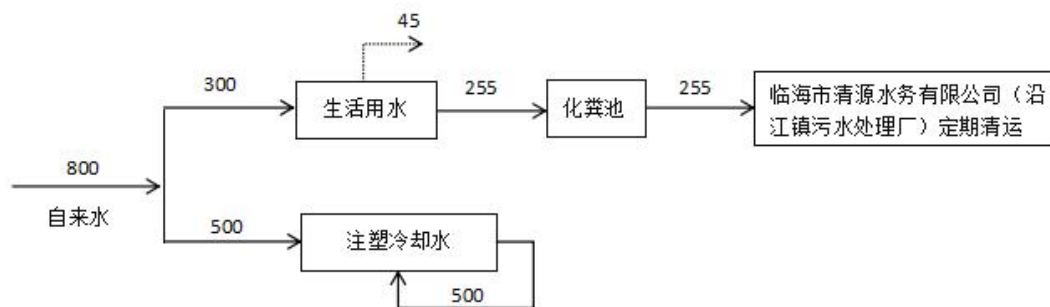 45
300
生活用水
255
化粪池
255
临海市清源水务有限公司（沿
江镇污水处理厂）定期清运
800
自来水
500
注塑冷却水
500